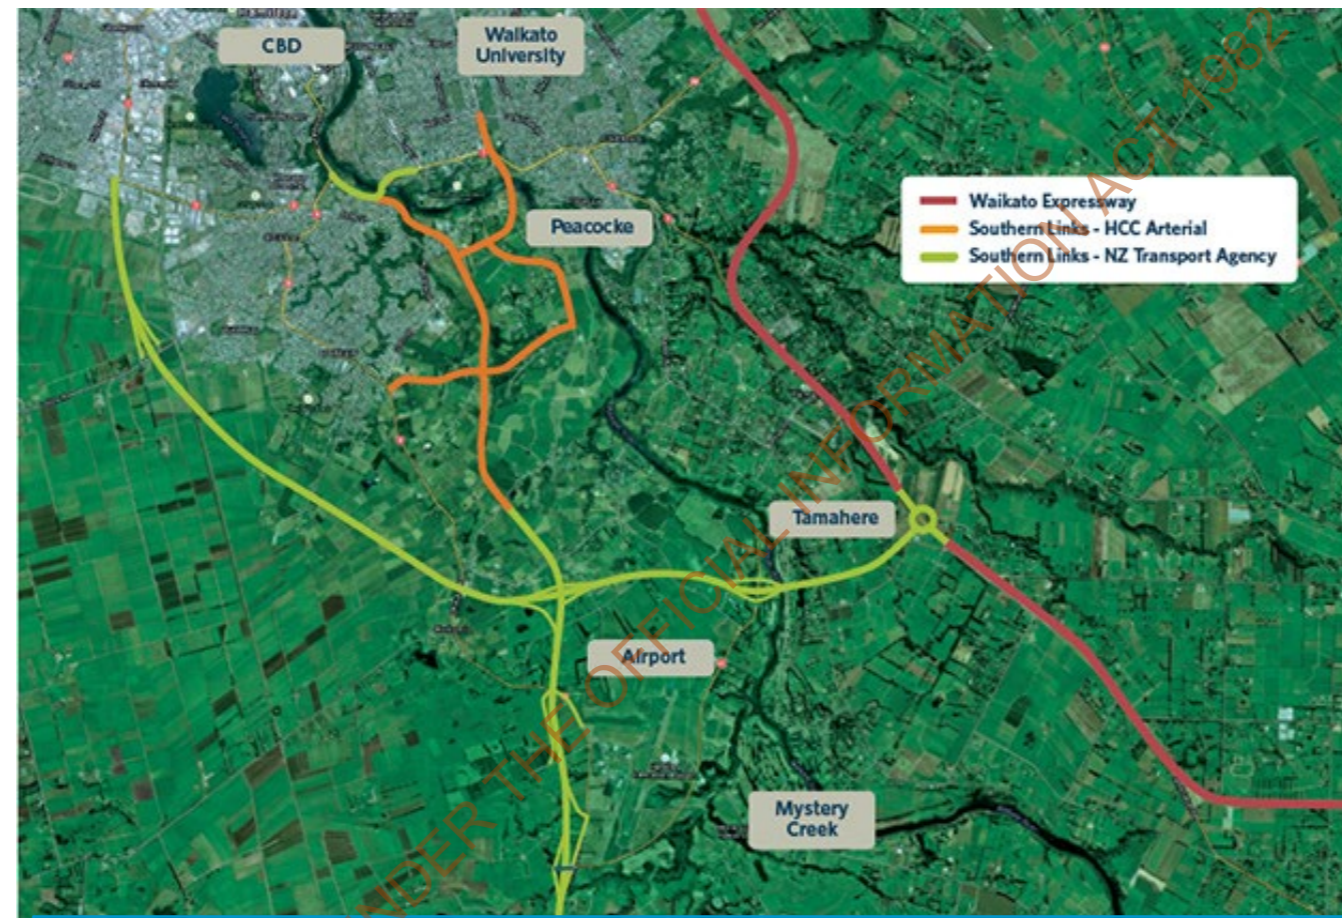 CBD
Waikato
University
Peacocke
Waikato Expressway
Southern Links - HCC Arterial
Southern Links - NZ Transport Agency
Tamahere
Airport
Mystery
Creek
NDER THE OFFICIAL INFORMATION ACT 1982